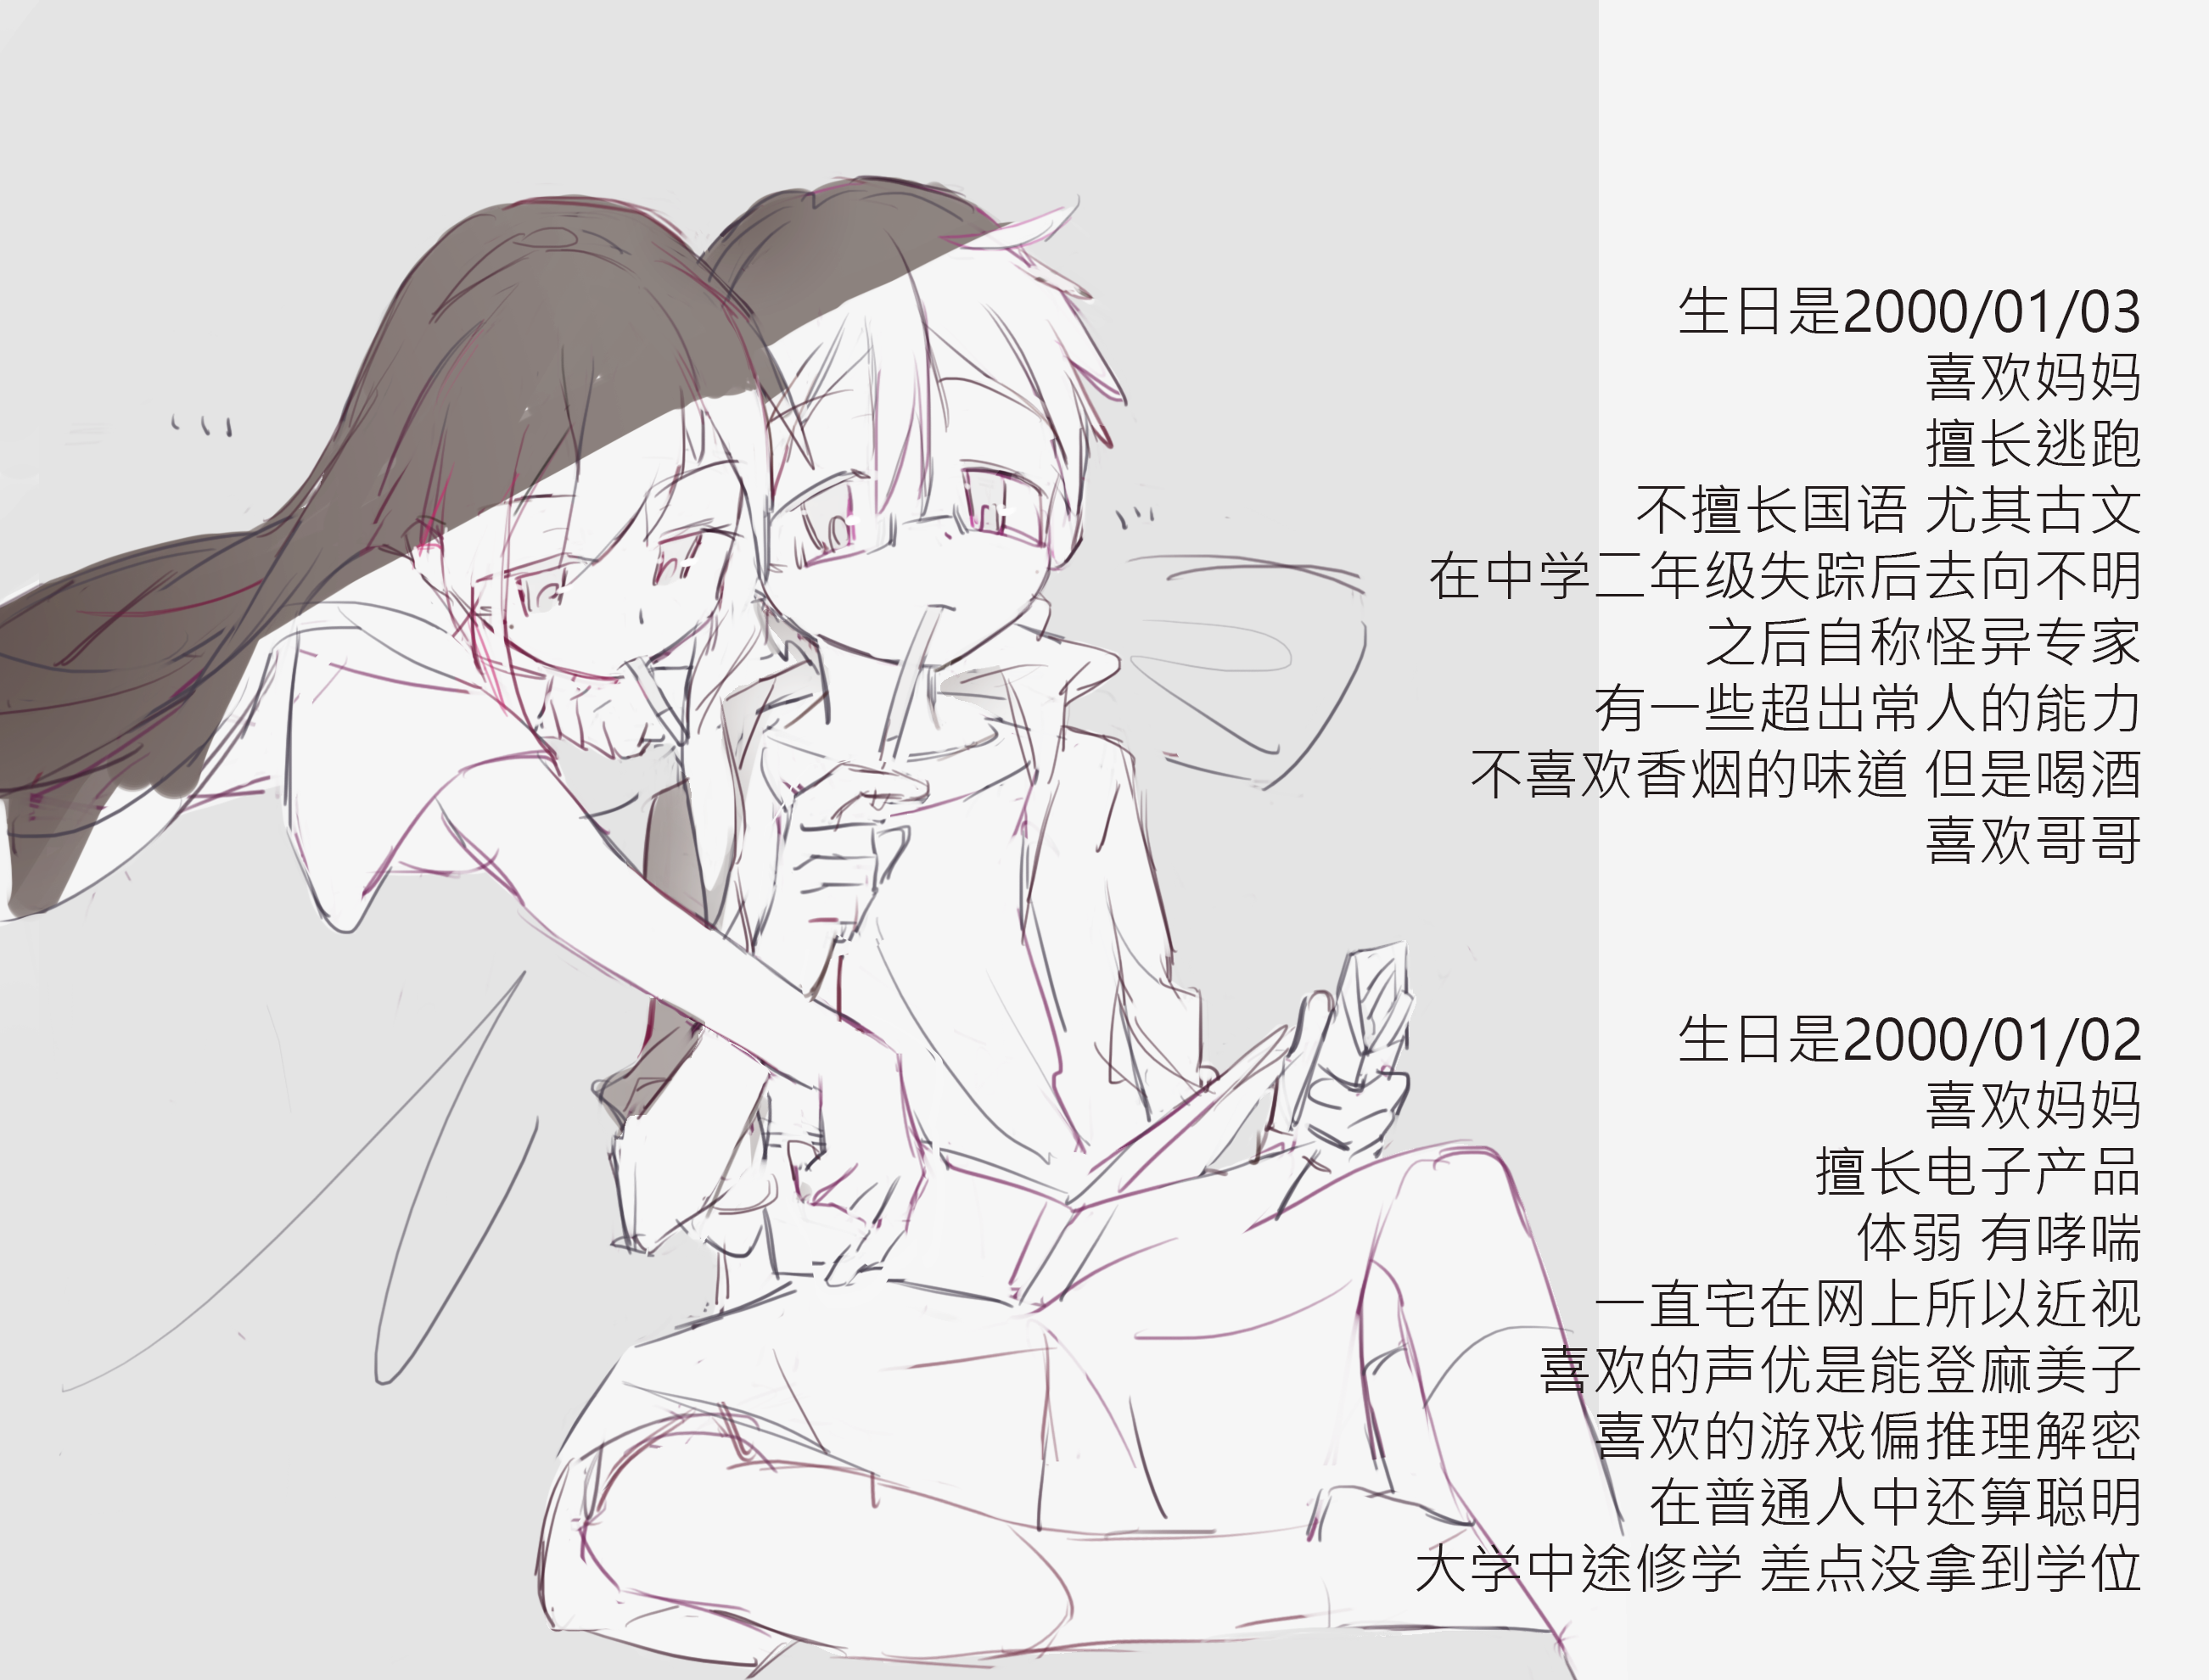 生日是2000/01/03
喜欢妈妈
擅长逃跑
不擅长国语 尤其古文
在中学二年级失踪后去向不明
之后自称怪异专家
有一些超出常人的能力
不喜欢香烟的味道 但是喝酒
喜欢哥哥
生日是2000/01/02
喜欢妈妈
擅长电子产品
体弱 有哮喘
一直宅在网上所以近视
喜欢的声优是能登麻美子
喜欢的游戏偏推理解密
在普通人中还算聪明
大学中途修学 差点没拿到学位